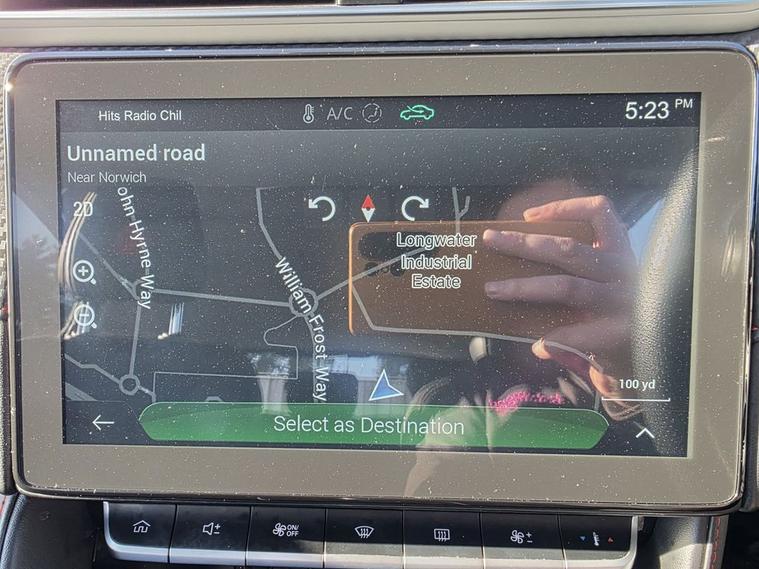 Hits Radio Chil
A/C
5:23 PM
Unnamed road
Near Norwich
2D
ohn Hyrne Way
William Frost Way
Longwater
Industrial
Estate
100 yd
Select as Destination
ON/
OFF